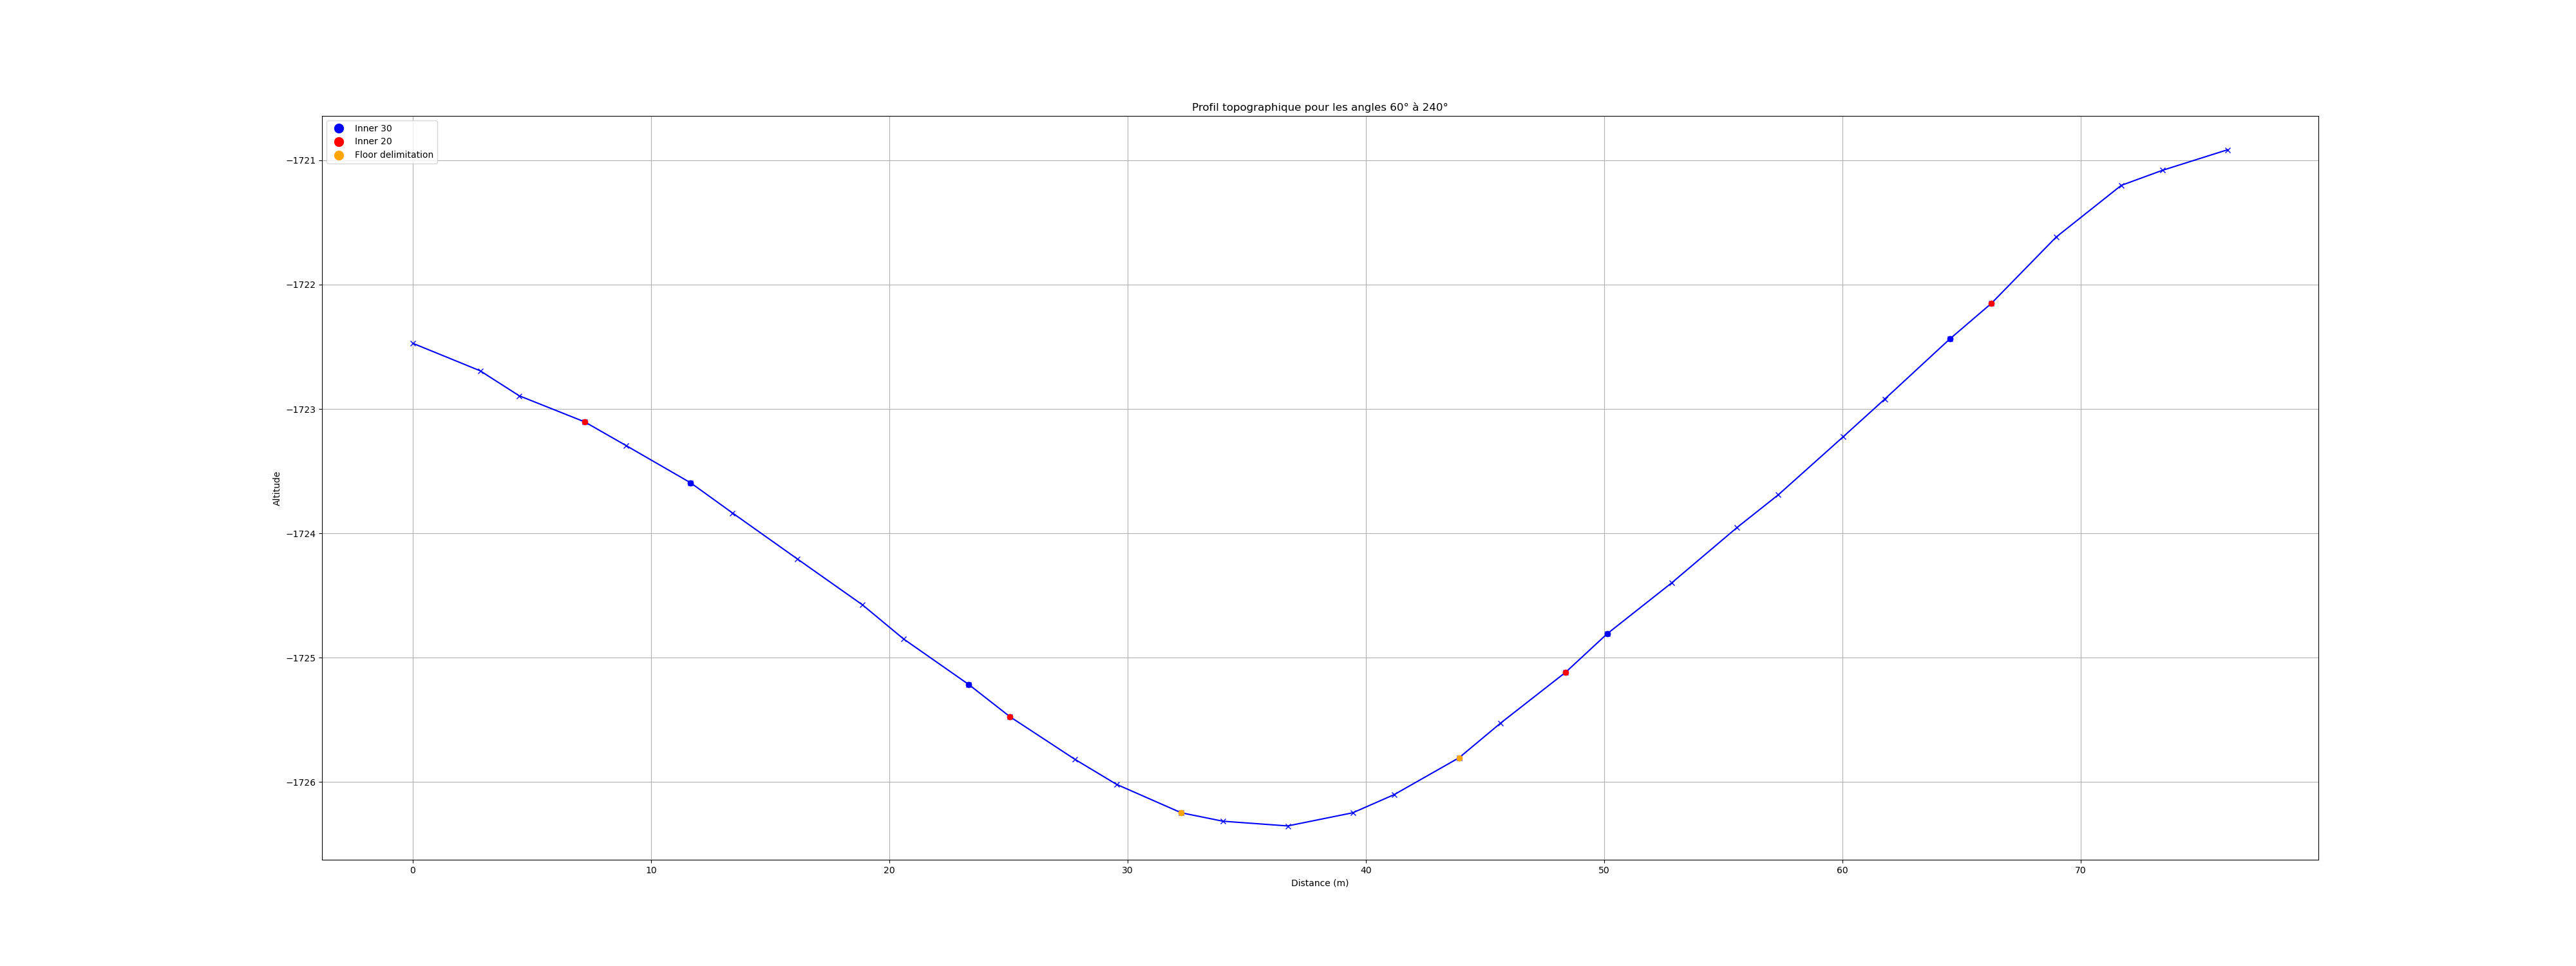 Profil topographique pour les angles 60° à 240°
Inner 30
Inner 20
Floor delimitation
Altitude
−1721
−1722
−1723
−1724
−1725
−1726
0 10 20 30 40 50 60 70
Distance (m)